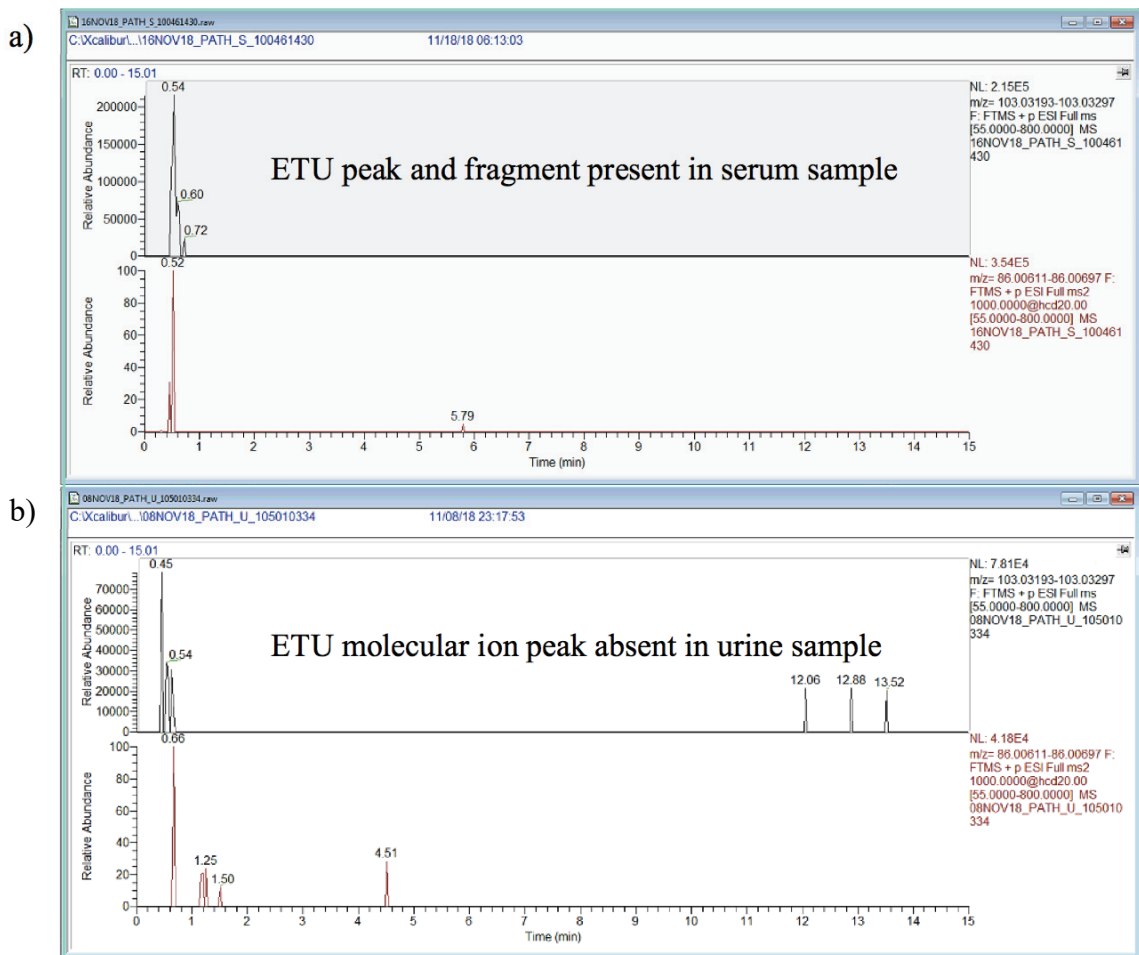 a)
16NOV18_PATH_S_100461430.raw
C:\Xcalibur\...\16NOV18_PATH_S_100461430 11/18/18 06:13:03
RT: 0.00 - 15.01
0.54
0.60
0.72
200000
150000
100000
50000
0
Relative Abundance
ETU peak and fragment present in serum sample
NL: 2.15E5
m/z= 103.03193-103.03297
F: FTMS + p ESI Full ms
[55.0000-800.0000] MS
16NOV18_PATH_S_100461
430
0.52
5.79
100
80
60
40
20
0
Relative Abundance
NL: 3.54E5
m/z= 86.00611-86.00697 F:
FTMS + p ESI Full ms2
1000.0000@hcd20.00
[55.0000-800.0000] MS
16NOV18_PATH_S_100461
430
0 1 2 3 4 5 6 7 8 9 10 11 12 13 14 15
Time (min)
b)
08NOV18_PATH_U_105010334.raw
C:\Xcalibur\...\08NOV18_PATH_U_105010334 11/08/18 23:17:53
RT: 0.00 - 15.01
0.45
0.54
12.06 12.88 13.52
70000
60000
50000
40000
30000
20000
10000
Relative Abundance
ETU molecular ion peak absent in urine sample
NL: 7.81E4
m/z= 103.03193-103.03297
F: FTMS + p ESI Full ms
[55.0000-800.0000] MS
08NOV18_PATH_U_105010
334
0.66
1.25
1.50
4.51
100
80
60
40
20
0
Relative Abundance
NL: 4.18E4
m/z= 86.00611-86.00697 F:
FTMS + p ESI Full ms2
1000.0000@hcd20.00
[55.0000-800.0000] MS
08NOV18_PATH_U_105010
334
0 1 2 3 4 5 6 7 8 9 10 11 12 13 14 15
Time (min)